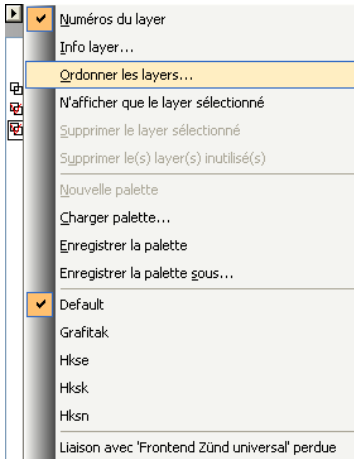 Numéros du layer
Info layer...
Ordonner les layers...
N'afficher que le layer sélectionné
Supprimer le layer sélectionné
Supprimer le(s) layer(s) inutilisé(s)
Nouvelle palette
Charger palette...
Enregistrer la palette
Enregistrer la palette sous...
Default
Grafitak
Hkse
Hksk
Hksn
Liaison avec 'Frontend Zünd universal' perdue